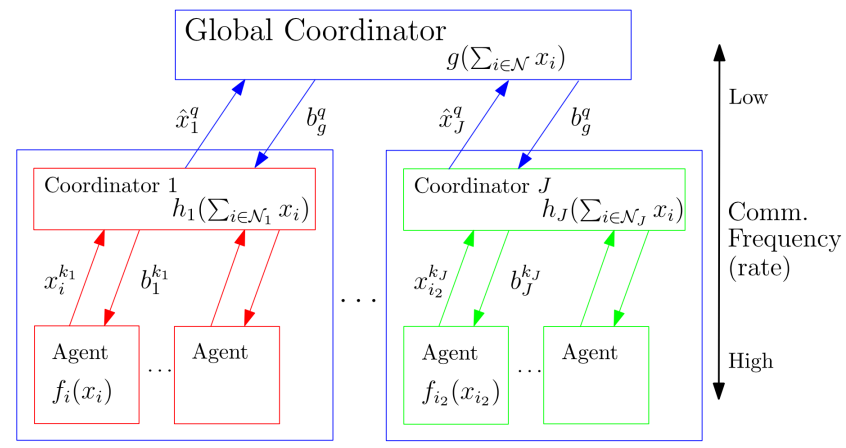 Global Coordinator
g(∑_{i∈𝒩} x_i)
x̂_1^q
b_g^q
x̂_J^q
b_g^q
Low
Coordinator 1
h_1(∑_{i∈𝒩_1} x_i)
Coordinator J
h_J(∑_{i∈𝒩_J} x_i)
Comm.
Frequency
(rate)
x_i^{k_1}
b_1^{k_1}
x_{i_2}^{k_J}
b_J^{k_J}
...
Agent
f_i(x_i)
...
Agent
Agent
f_{i_2}(x_{i_2})
...
Agent
High